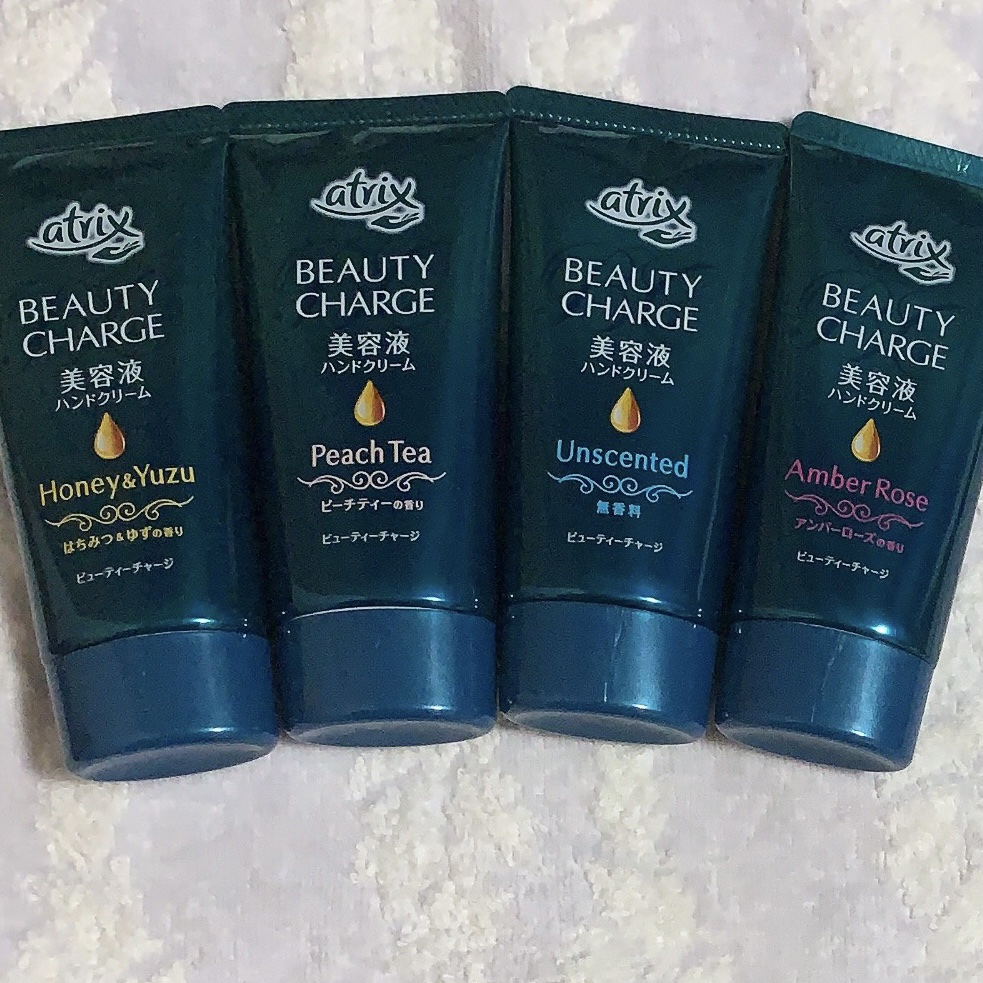 atrix
BEAUTY
CHARGE
美容液
ハンドクリーム
Honey&Yuzu
はちみつ&ゆずの香り
ビューティーチャージ
atrix
BEAUTY
CHARGE
美容液
ハンドクリーム
Peach Tea
ピーチティーの香り
ビューティーチャージ
atrix
BEAUTY
CHARGE
美容液
ハンドクリーム
Unscented
無香料
ビューティーチャージ
atrix
BEAUTY
CHARGE
美容液
ハンドクリーム
Amber Rose
アンバーローズの香り
ビューティーチャージ